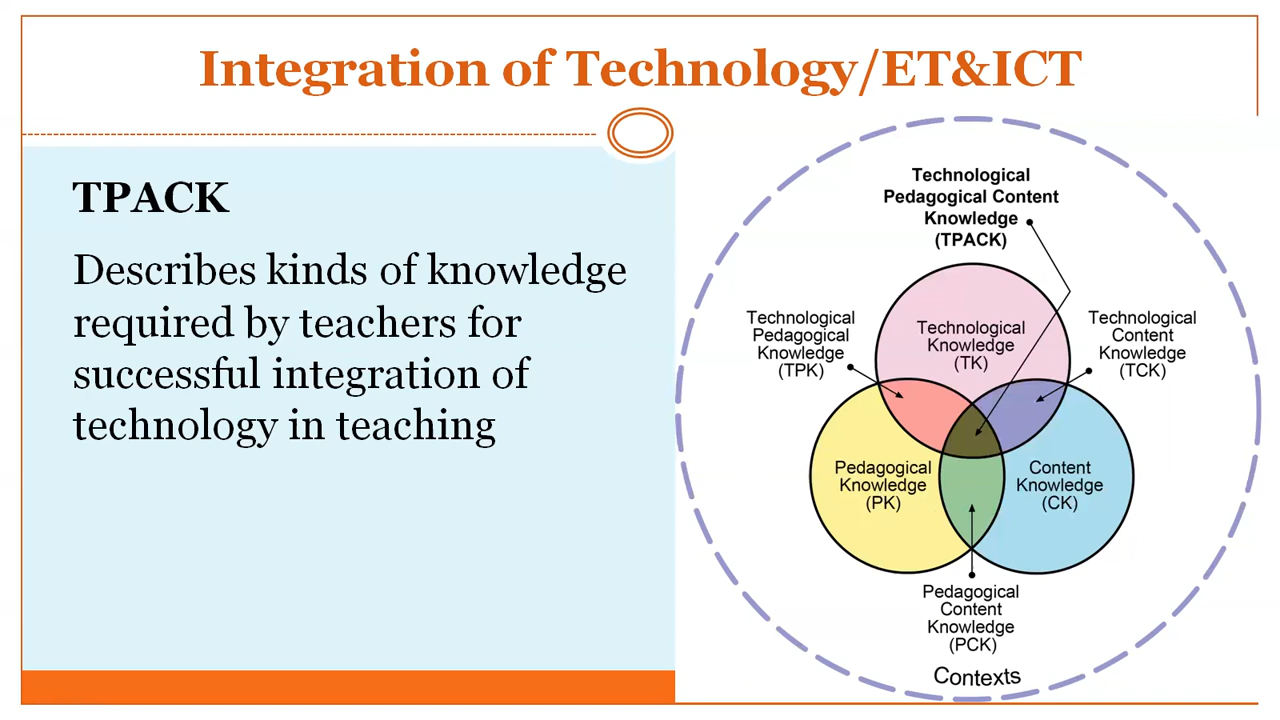 Integration of Technology/ET&ICT
TPACK
Describes kinds of knowledge
required by teachers for
successful integration of
technology in teaching
Technological
Pedagogical Content
Knowledge
(TPACK)
Technological
Pedagogical
Knowledge
(TPK)
Technological
Knowledge
(TK)
Technological
Content
Knowledge
(TCK)
Pedagogical
Knowledge
(PK)
Content
Knowledge
(CK)
Pedagogical
Content
Knowledge
(PCK)
Contexts